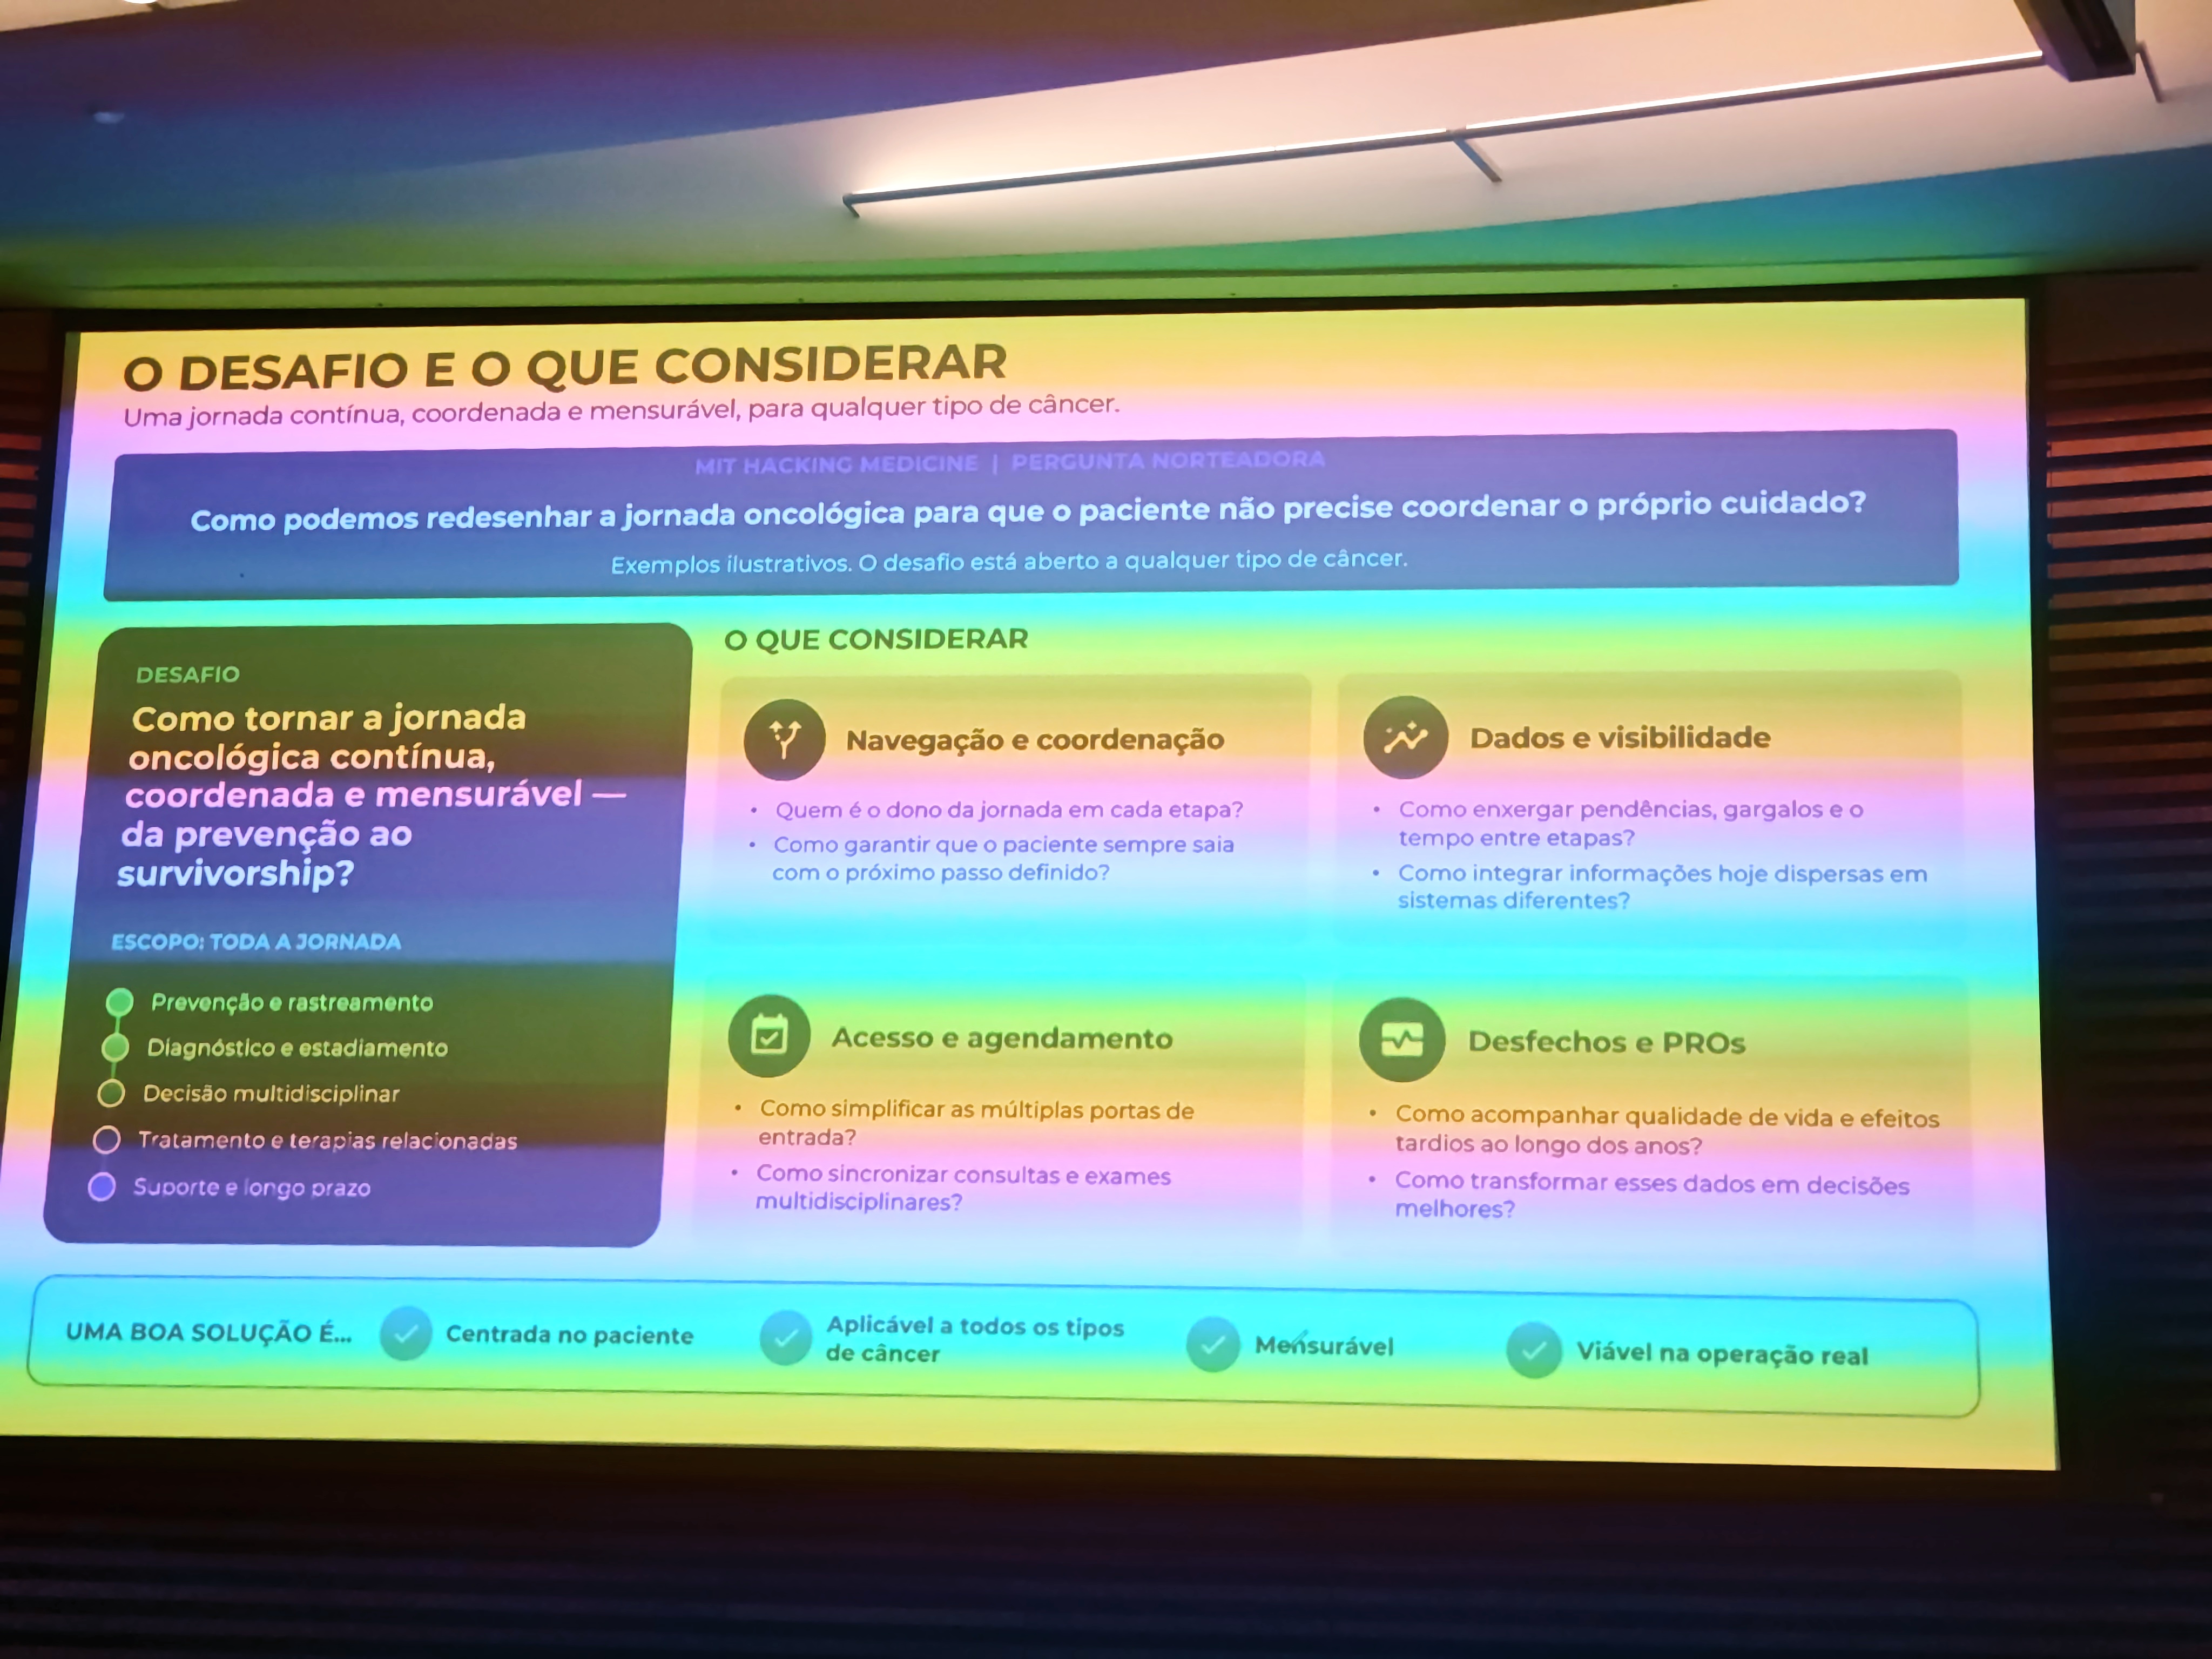 O DESAFIO E O QUE CONSIDERAR
Uma jornada contínua, coordenada e mensurável, para qualquer tipo de câncer.
MIT HACKING MEDICINE | PERGUNTA NORTEADORA
Como podemos redesenhar a jornada oncológica para que o paciente não precise coordenar o próprio cuidado?
Exemplos ilustrativos. O desafio está aberto a qualquer tipo de câncer.
DESAFIO
Como tornar a jornada
oncológica contínua,
coordenada e mensurável —
da prevenção ao
survivorship?
ESCOPO: TODA A JORNADA
Prevenção e rastreamento
Diagnóstico e estadiamento
Decisão multidisciplinar
Tratamento e terapias relacionadas
Suporte e longo prazo
O QUE CONSIDERAR
Navegação e coordenação
• Quem é o dono da jornada em cada etapa?
• Como garantir que o paciente sempre saia
com o próximo passo definido?
Dados e visibilidade
• Como enxergar pendências, gargalos e o
tempo entre etapas?
• Como integrar informações hoje dispersas em
sistemas diferentes?
Acesso e agendamento
• Como simplificar as múltiplas portas de
entrada?
• Como sincronizar consultas e exames
multidisciplinares?
Desfechos e PROs
• Como acompanhar qualidade de vida e efeitos
tardios ao longo dos anos?
• Como transformar esses dados em decisões
melhores?
UMA BOA SOLUÇÃO É...
Centrada no paciente
Aplicável a todos os tipos
de câncer
Mensurável
Viável na operação real